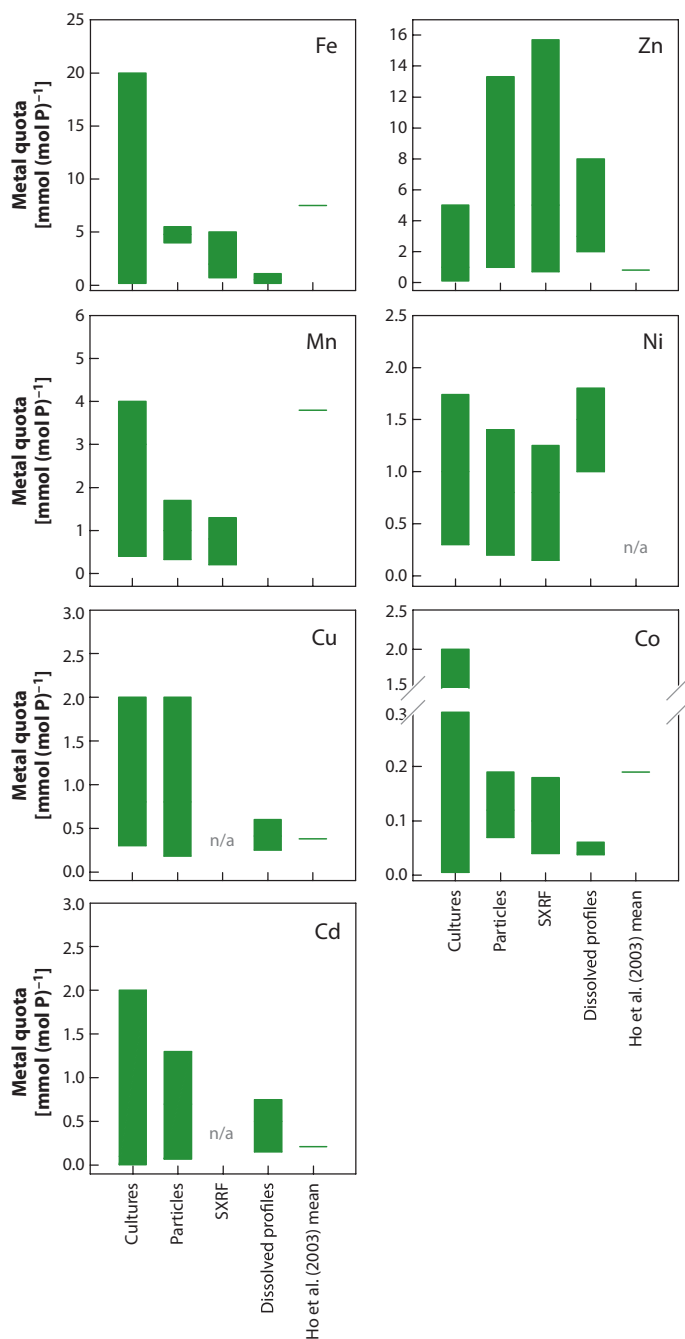 Metal quota
[mmol (mol P)⁻¹]
25
20
15
10
5
0
Fe
16
14
12
10
8
6
4
2
0
Zn
Metal quota
[mmol (mol P)⁻¹]
6
5
4
3
2
1
0
Mn
2.5
2.0
1.5
1.0
0.5
0.0
Ni
n/a
Metal quota
[mmol (mol P)⁻¹]
3.0
2.5
2.0
1.5
1.0
0.5
0.0
Cu
n/a
2.5
2.0
1.5
0.3
0.2
0.1
0.0
Co
Cultures
Particles
SXRF
Dissolved profiles
Ho et al. (2003) mean
Metal quota
[mmol (mol P)⁻¹]
3.0
2.5
2.0
1.5
1.0
0.5
0.0
Cd
n/a
Cultures
Particles
SXRF
Dissolved profiles
Ho et al. (2003) mean